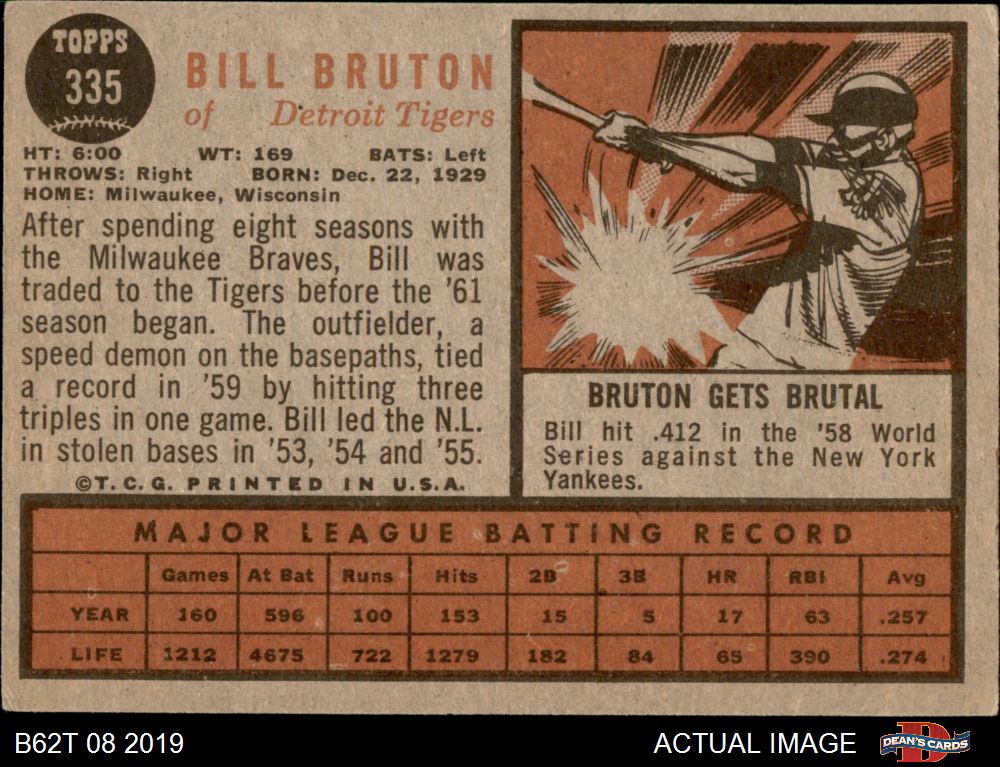 TOPPS
335
BILL BRUTON
of Detroit Tigers
HT: 6:00 WT: 169 BATS: Left
THROWS: Right BORN: Dec. 22, 1929
HOME: Milwaukee, Wisconsin
After spending eight seasons with
the Milwaukee Braves, Bill was
traded to the Tigers before the '61
season began. The outfielder, a
speed demon on the basepaths, tied
a record in '59 by hitting three
triples in one game. Bill led the N.L.
in stolen bases in '53, '54 and '55.
©T.C.G. PRINTED IN U.S.A.
BRUTON GETS BRUTAL
Bill hit .412 in the '58 World
Series against the New York
Yankees.
MAJOR LEAGUE BATTING RECORD
Games At Bat Runs Hits 2B 3B HR RBI Avg
YEAR 160 596 100 153 15 5 17 63 .257
LIFE 1212 4675 722 1279 182 84 65 390 .274
B62T 08 2019 ACTUAL IMAGE DEAN'S CARDS